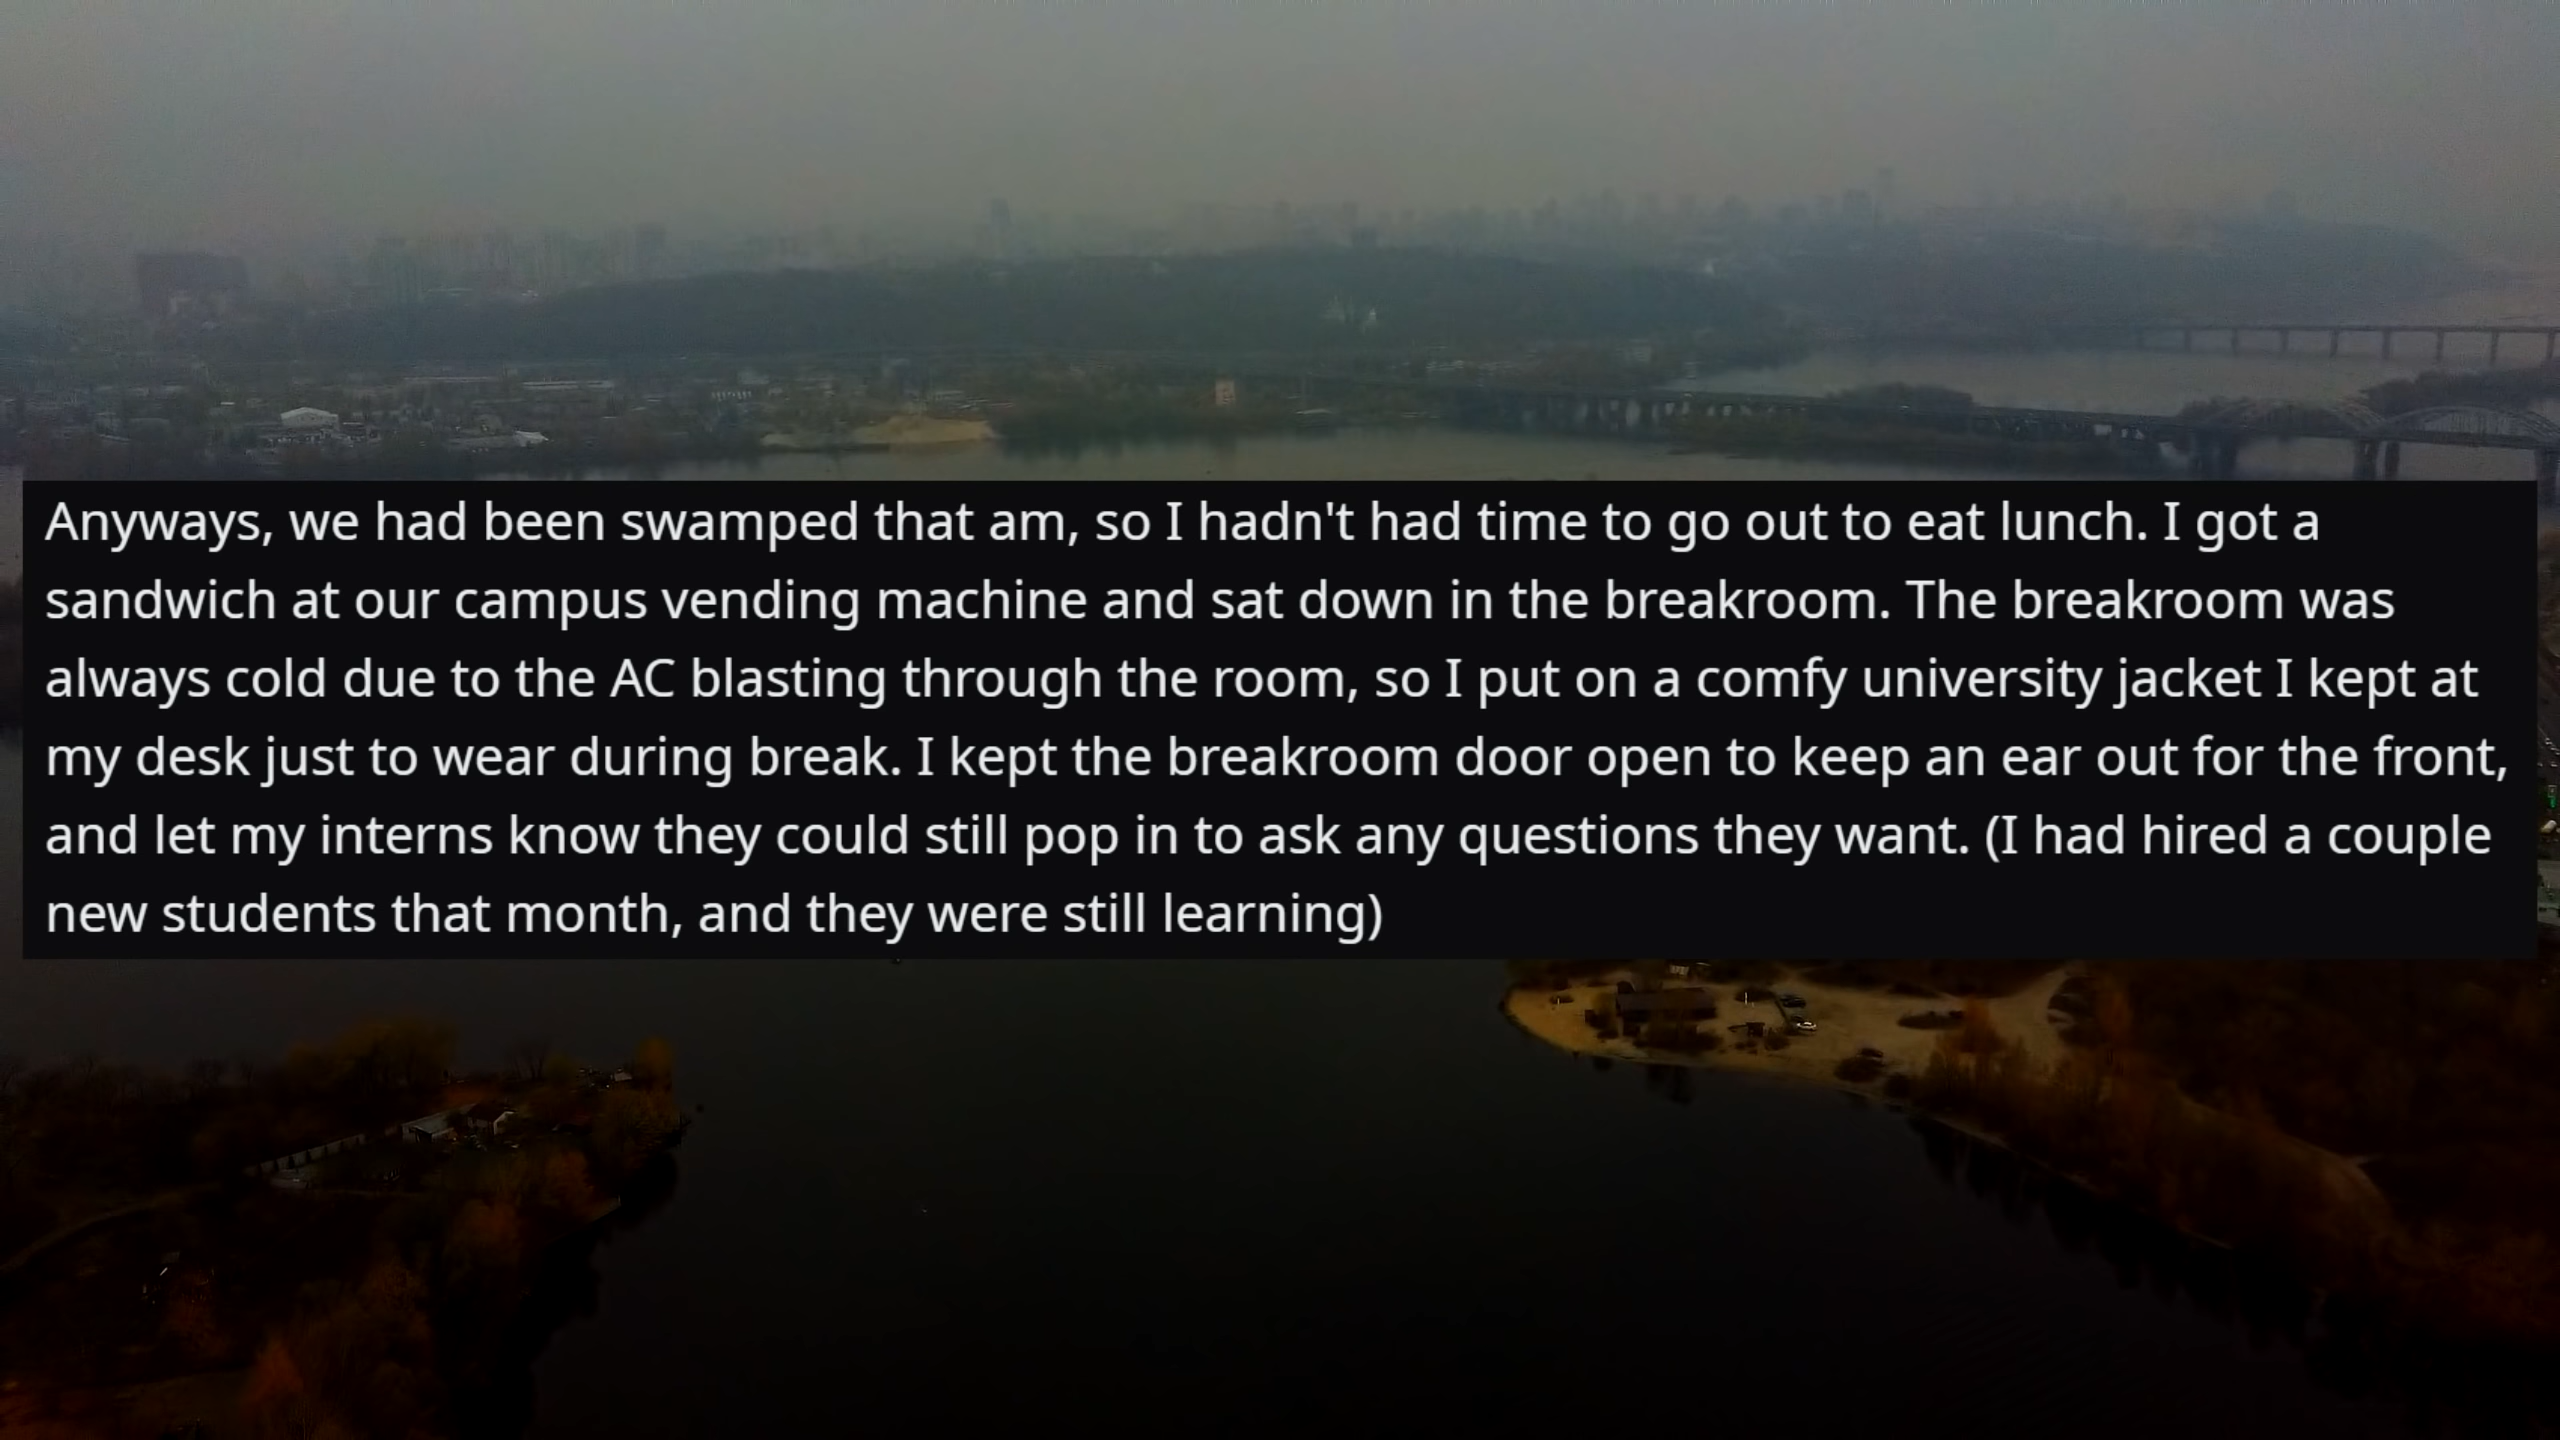 Anyways, we had been swamped that am, so I hadn't had time to go out to eat lunch. I got a
sandwich at our campus vending machine and sat down in the breakroom. The breakroom was
always cold due to the AC blasting through the room, so I put on a comfy university jacket I kept at
my desk just to wear during break. I kept the breakroom door open to keep an ear out for the front,
and let my interns know they could still pop in to ask any questions they want. (I had hired a couple
new students that month, and they were still learning)